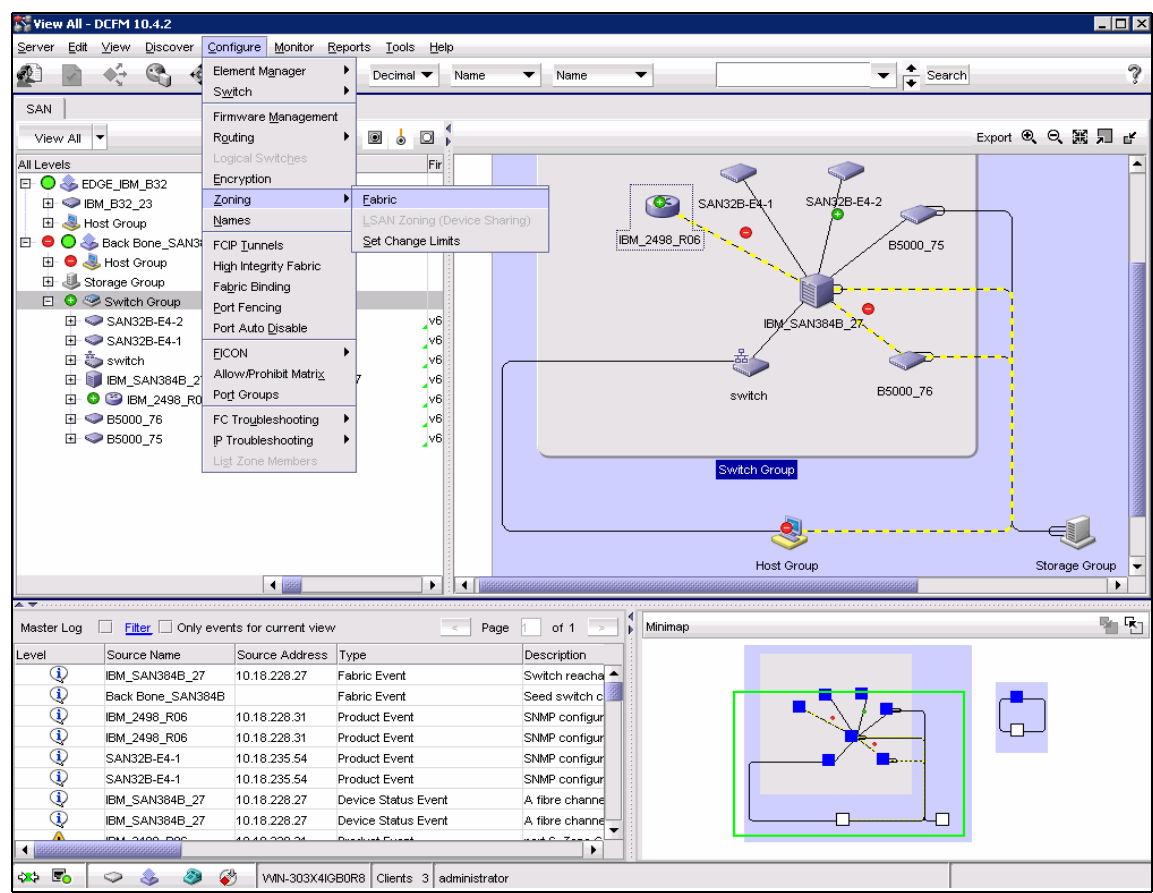 View All - DCFM 10.4.2
Server Edit View Discover Configure Monitor Reports Tools Help
Decimal Name Name Search
SAN
View All
Export
All Levels
Fir
EDGE_IBM_B32
IBM_B32_23
Host Group
Back Bone_SAN3
Host Group
Storage Group
Switch Group
SAN32B-E4-2 v6
SAN32B-E4-1 v6
switch v6
IBM_SAN384B_2 7 v6
IBM_2498_R0 v6
B5000_76 v6
B5000_75 v6
Element Manager
Switch
Firmware Management
Routing
Logical Switches
Encryption
Zoning
Names
FCIP Tunnels
High Integrity Fabric
Fabric Binding
Port Fencing
Port Auto Disable
FICON
Allow/Prohibit Matrix
Port Groups
FC Troubleshooting
IP Troubleshooting
List Zone Members
Fabric
LSAN Zoning (Device Sharing)
Set Change Limits
SAN32B-E4-1
SAN32B-E4-2
IBM_2498_R06
B5000_75
IBM_SAN384B_27
switch
B5000_76
Switch Group
Host Group
Storage Group
Master Log Filter Only events for current view < Page 1 of 1 >
Minimap
Level Source Name Source Address Type Description
IBM_SAN384B_27 10.18.228.27 Fabric Event Switch reacha
Back Bone_SAN384B Fabric Event Seed switch c
IBM_2498_R06 10.18.228.31 Product Event SNMP configur
IBM_2498_R06 10.18.228.31 Product Event SNMP configur
SAN32B-E4-1 10.18.235.54 Product Event SNMP configur
SAN32B-E4-1 10.18.235.54 Product Event SNMP configur
IBM_SAN384B_27 10.18.228.27 Device Status Event A fibre channe
IBM_SAN384B_27 10.18.228.27 Device Status Event A fibre channe
WIN-303X4IGB0R8 Clients 3 administrator